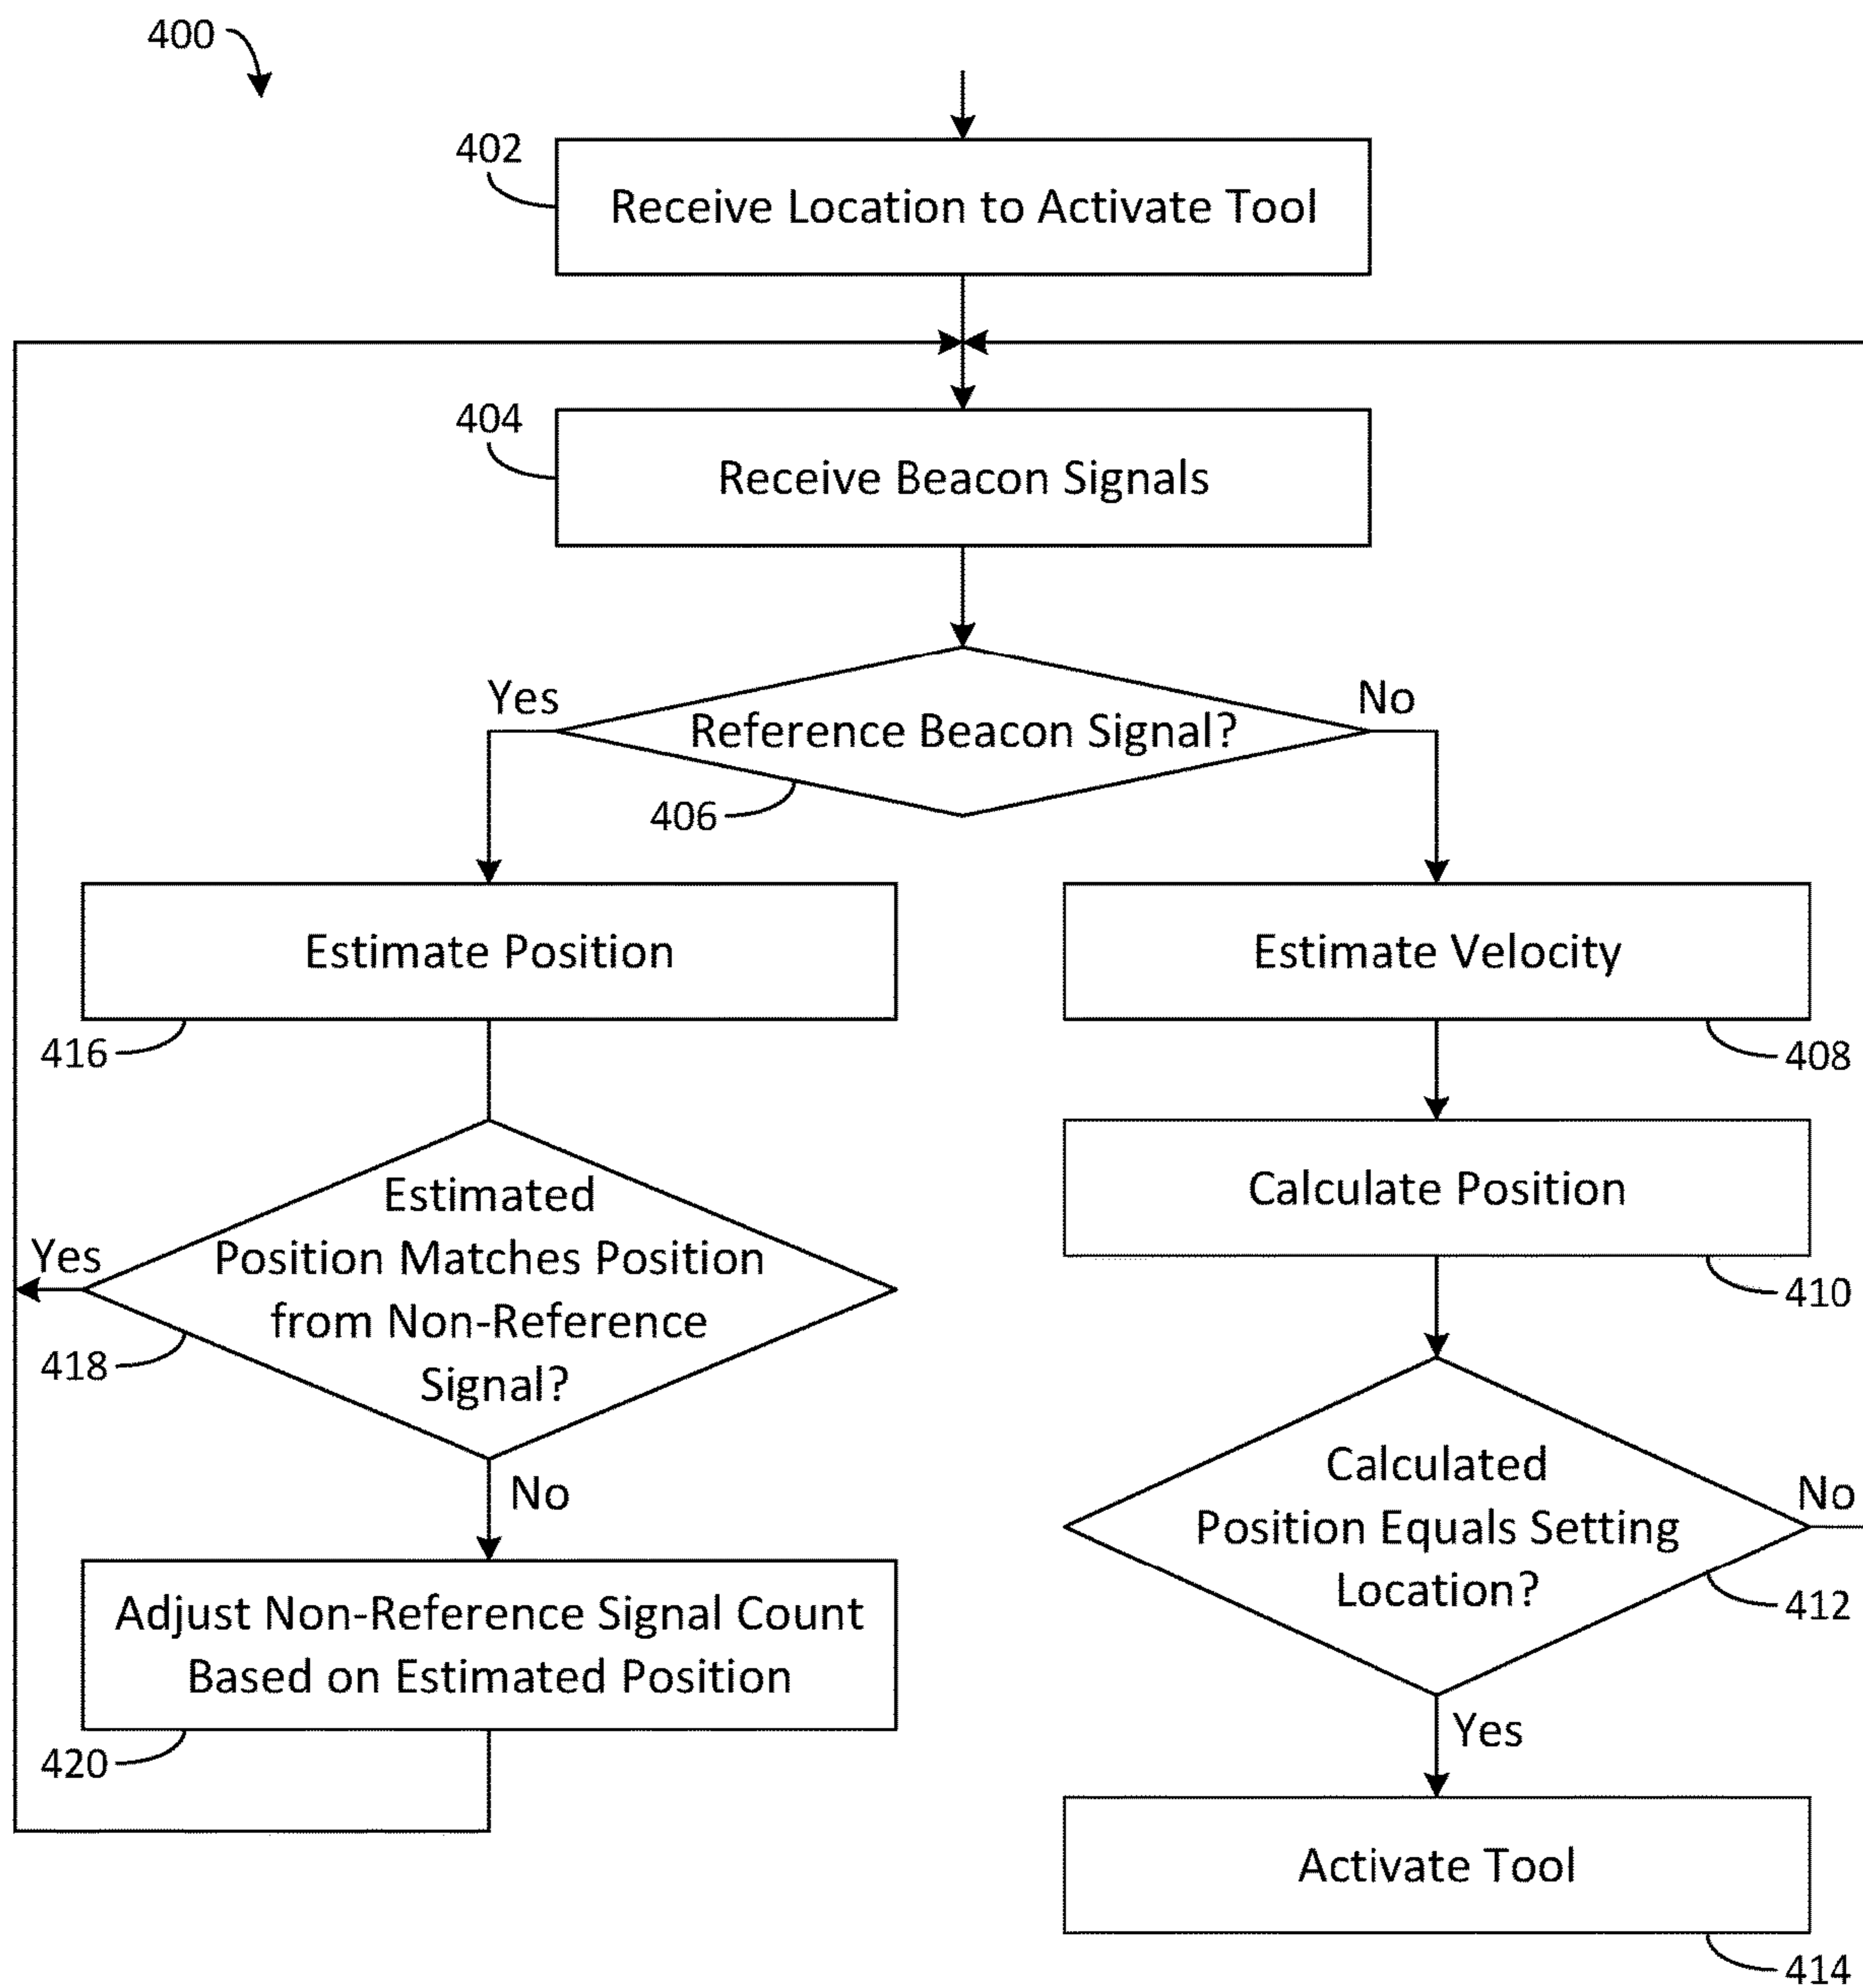 400
402
Receive Location to Activate Tool
404
Receive Beacon Signals
Yes
No
Reference Beacon Signal?
406
Estimate Position
416
Estimate Velocity
408
Calculate Position
410
Estimated
Position Matches Position
from Non-Reference
Signal?
Yes
418
No
Calculated
Position Equals Setting
Location?
No
412
Adjust Non-Reference Signal Count
Based on Estimated Position
420
Yes
Activate Tool
414